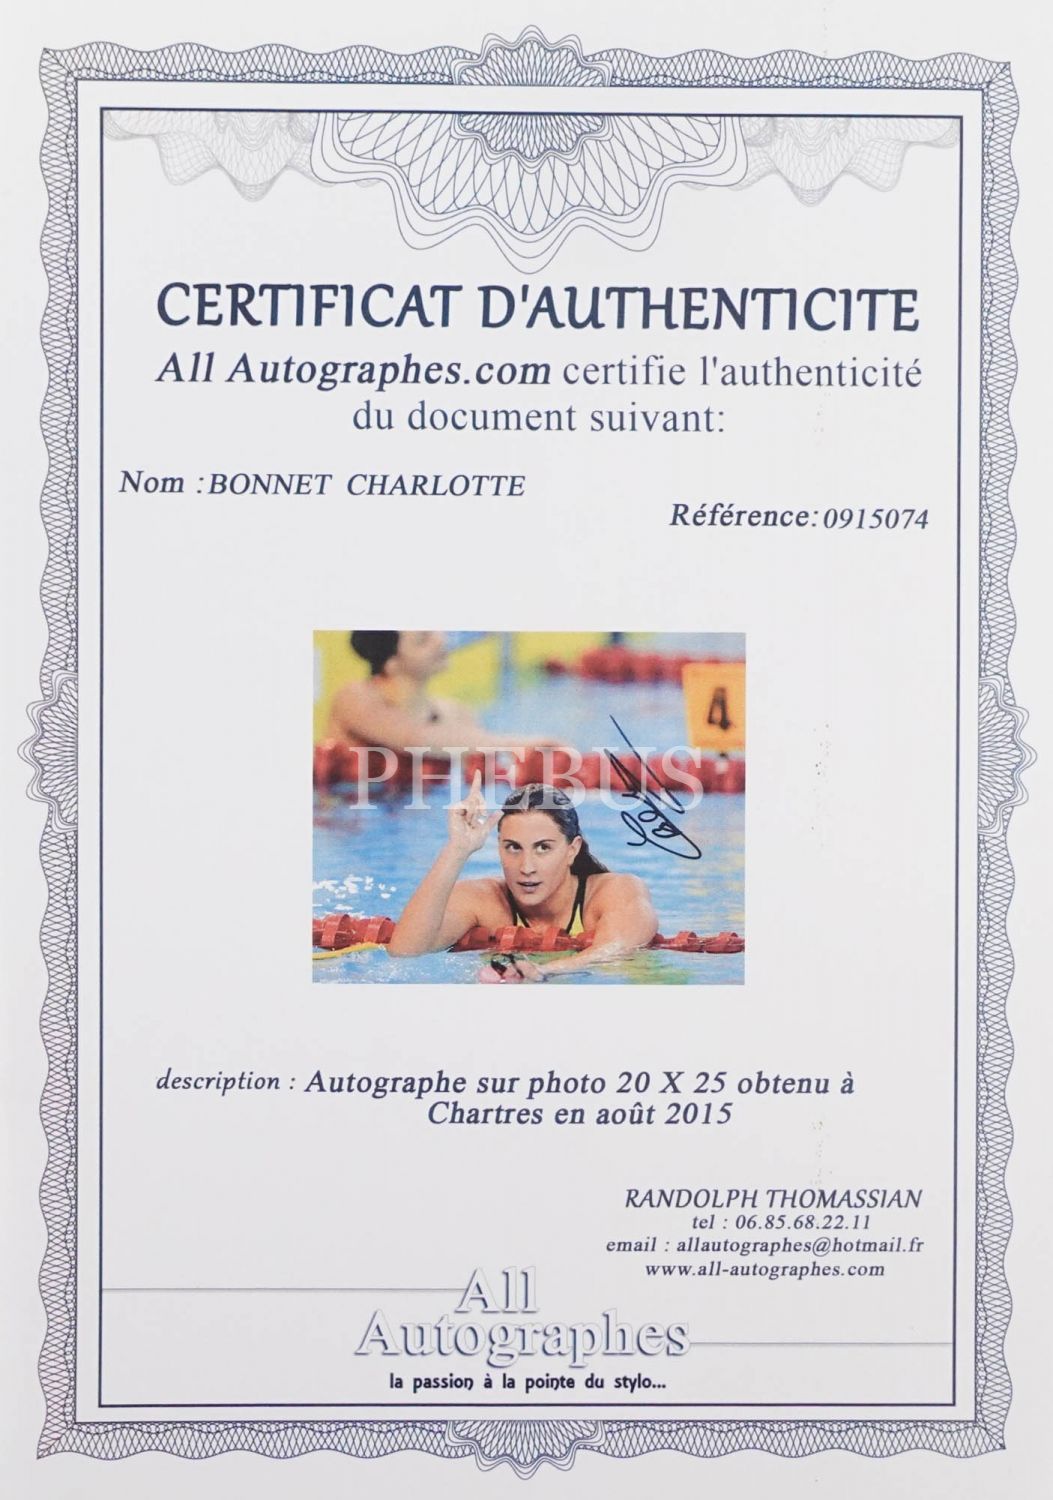 CERTIFICAT D'AUTHENTICITE
All Autographes.com certifie l'authenticité
du document suivant:
Nom : BONNET CHARLOTTE
Référence: 0915074
4
PHEBUS
description : Autographe sur photo 20 X 25 obtenu à
Chartres en août 2015
RANDOLPH THOMASSIAN
tel : 06.85.68.22.11
email : allautographes@hotmail.fr
www.all-autographes.com
All
Autographes
la passion à la pointe du stylo...